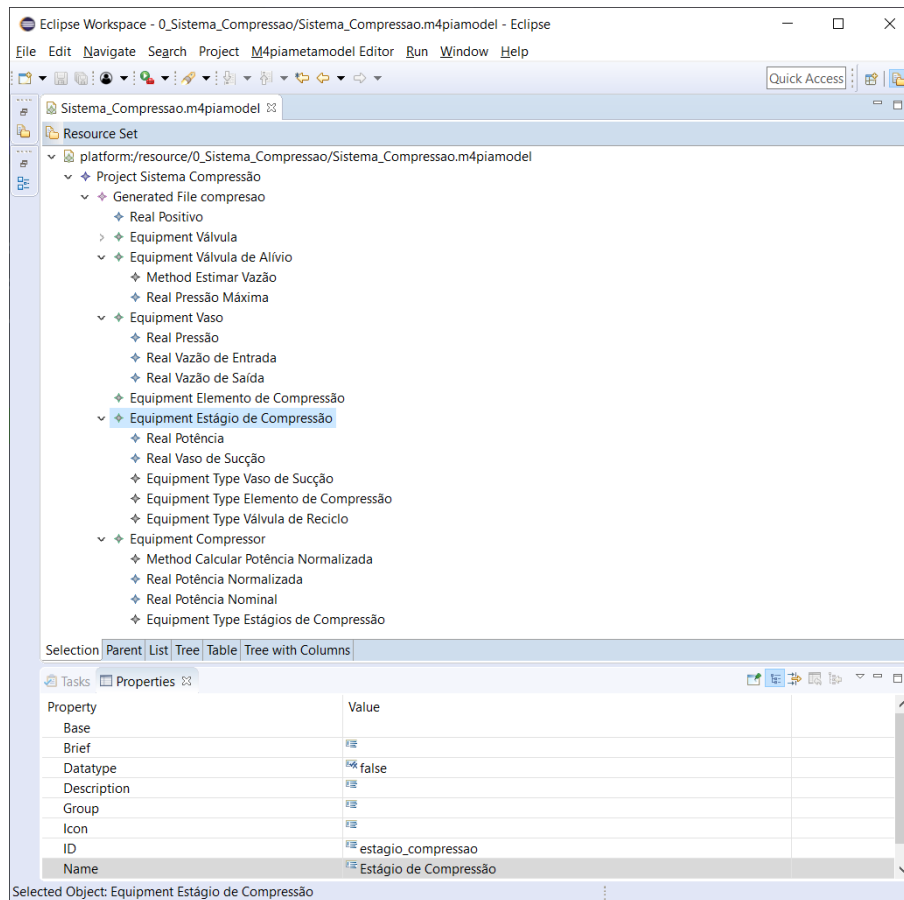 Eclipse Workspace - 0_Sistema_Compressao/Sistema_Compressao.m4piamodel - Eclipse
File Edit Navigate Search Project M4piametamodel Editor Run Window Help
Quick Access
Sistema_Compressao.m4piamodel
Resource Set
platform:/resource/0_Sistema_Compressao/Sistema_Compressao.m4piamodel
Project Sistema Compressão
Generated File compresao
Real Positivo
Equipment Válvula
Equipment Válvula de Alívio
Method Estimar Vazão
Real Pressão Máxima
Equipment Vaso
Real Pressão
Real Vazão de Entrada
Real Vazão de Saída
Equipment Elemento de Compressão
Equipment Estágio de Compressão
Real Potência
Real Vaso de Sucção
Equipment Type Vaso de Sucção
Equipment Type Elemento de Compressão
Equipment Type Válvula de Reciclo
Equipment Compressor
Method Calcular Potência Normalizada
Real Potência Normalizada
Real Potência Nominal
Equipment Type Estágios de Compressão
Selection Parent List Tree Table Tree with Columns
Tasks Properties
Property Value
Base
Brief
Datatype false
Description
Group
Icon
ID estagio_compressao
Name Estágio de Compressão
Selected Object: Equipment Estágio de Compressão